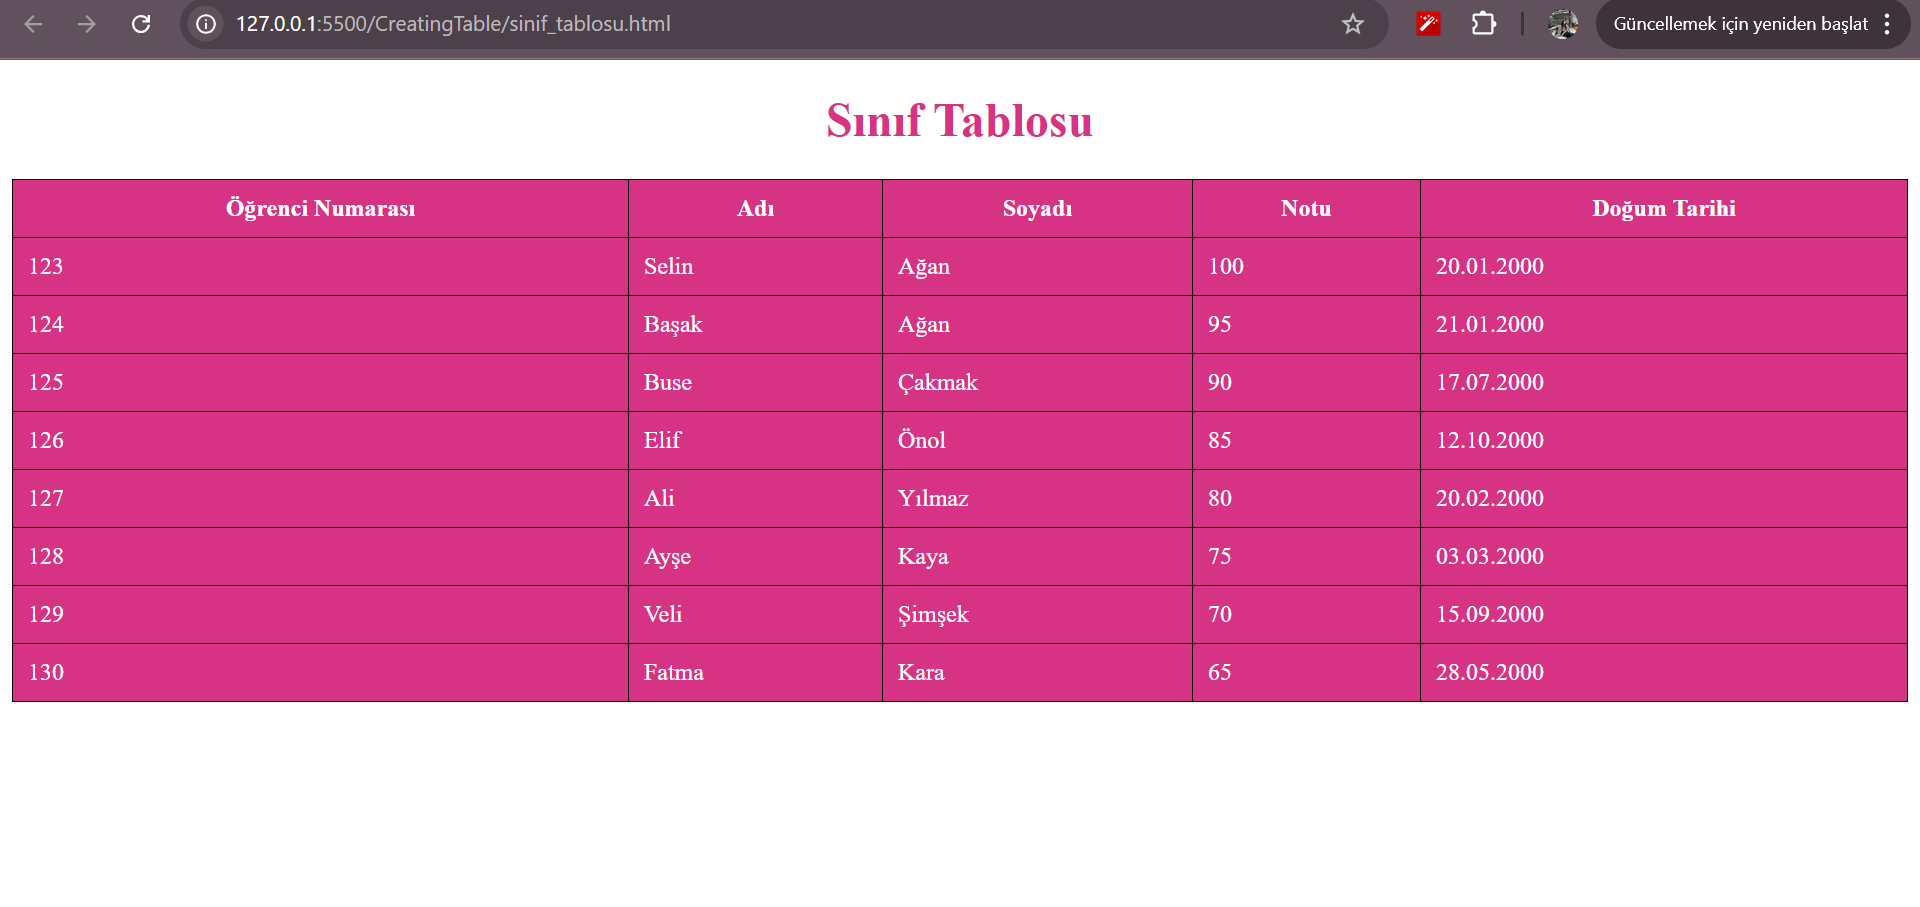 127.0.0.1:5500/CreatingTable/sinif_tablosu.html Güncellemek için yeniden başlat
Sınıf Tablosu
Öğrenci Numarası Adı Soyadı Notu Doğum Tarihi
123 Selin Ağan 100 20.01.2000
124 Başak Ağan 95 21.01.2000
125 Buse Çakmak 90 17.07.2000
126 Elif Önol 85 12.10.2000
127 Ali Yılmaz 80 20.02.2000
128 Ayşe Kaya 75 03.03.2000
129 Veli Şimşek 70 15.09.2000
130 Fatma Kara 65 28.05.2000